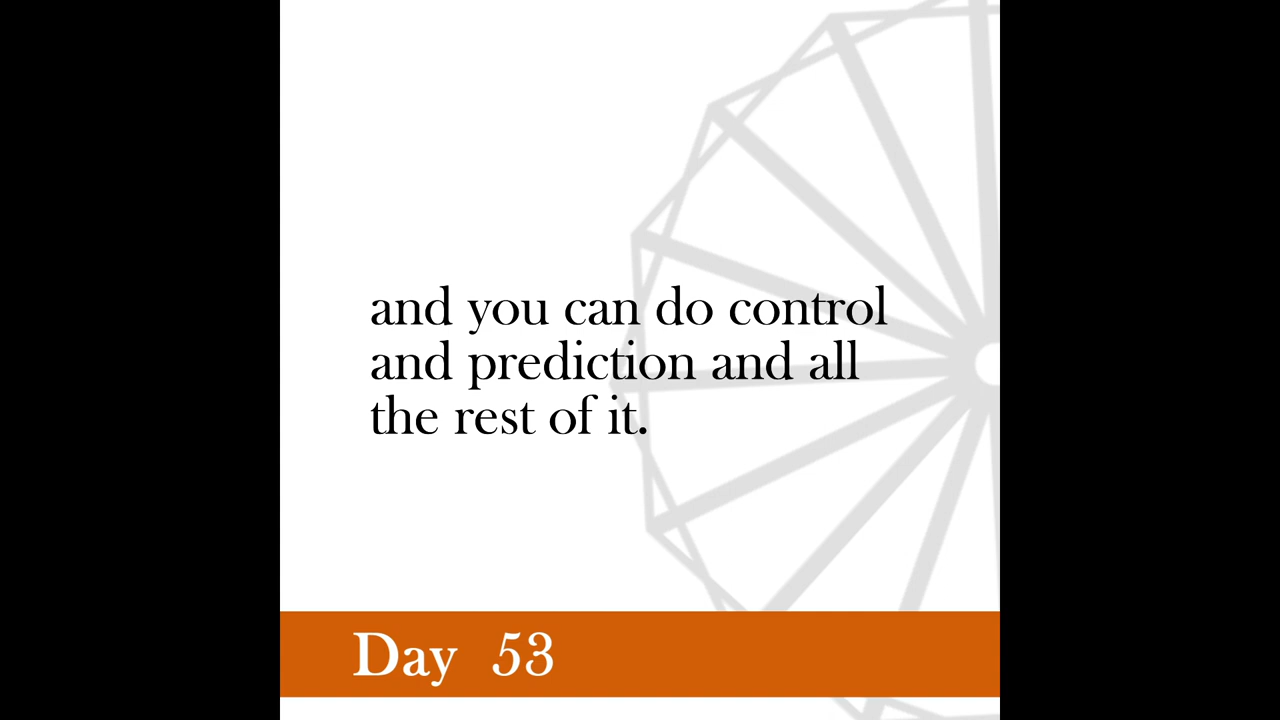 and you can do control
and prediction and all
the rest of it.
Day 53